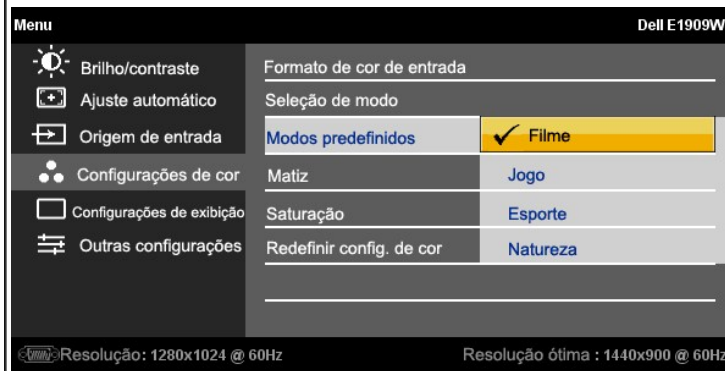 Menu Dell E1909W
Brilho/contraste Formato de cor de entrada
Ajuste automático Seleção de modo
Origem de entrada Modos predefinidos Filme
Configurações de cor Matiz Jogo
Configurações de exibição Saturação Esporte
Outras configurações Redefinir config. de cor Natureza
Resolução: 1280x1024 @ 60Hz Resolução ótima : 1440x900 @ 60Hz